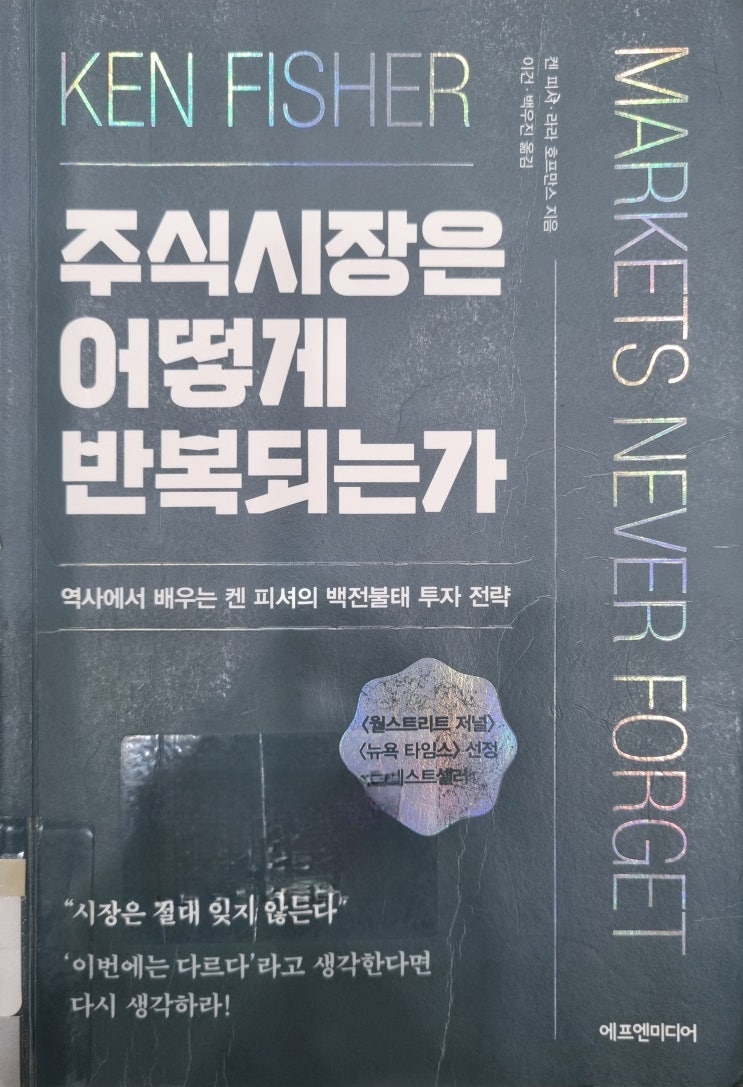 KEN FISHER
켄 피셔·라라 호프만스 지음
이건·백우진 옮김
MARKETS NEVER FORGET
주식시장은
어떻게
반복되는가
역사에서 배우는 켄 피셔의 백전불태 투자 전략
〈월스트리트 저널〉
〈뉴욕 타임스〉 선정
베스트셀러
“시장은 절대 잊지 않는다”
‘이번에는 다르다’라고 생각한다면
다시 생각하라!
에프엔미디어